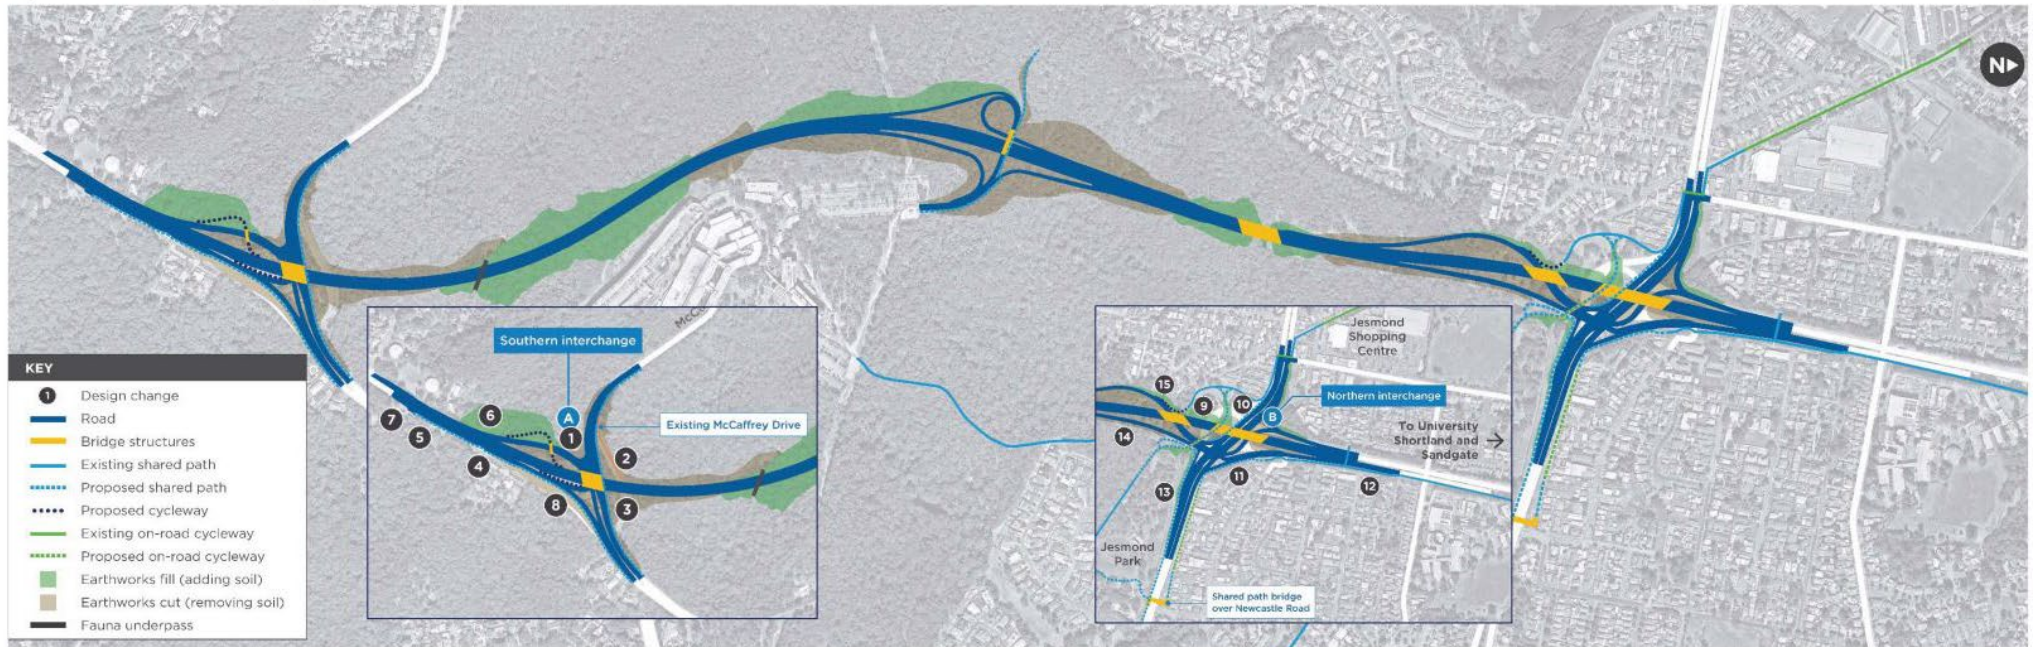 N
KEY
1 Design change
Road
Bridge structures
Existing shared path
Proposed shared path
Proposed cycleway
Existing on-road cycleway
Proposed on-road cycleway
Earthworks fill (adding soil)
Earthworks cut (removing soil)
Fauna underpass
Southern interchange
A
Existing McCaffrey Drive
1
2
3
4
5
6
7
8
Jesmond
Shopping
Centre
Northern interchange
B
To University
Shortland and
Sandgate
9
10
11
12
13
14
15
Jesmond
Park
Shared path bridge
over Newcastle Road